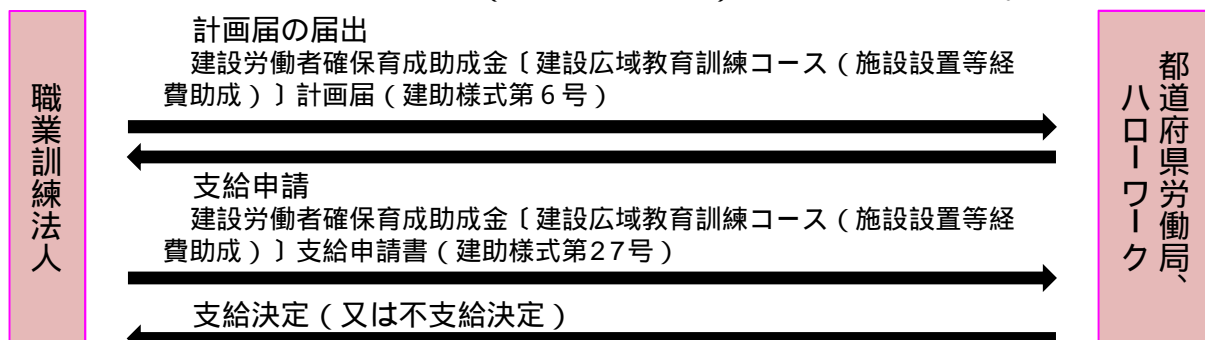 計画届の届出
建設労働者確保育成助成金〔建設広域教育訓練コース(施設設置等経
費助成)〕計画届(建助様式第6号)
職業訓練法人
都道府県労働局、
ハローワーク
支給申請
建設労働者確保育成助成金〔建設広域教育訓練コース(施設設置等経
費助成)〕支給申請書(建助様式第27号)
支給決定(又は不支給決定)